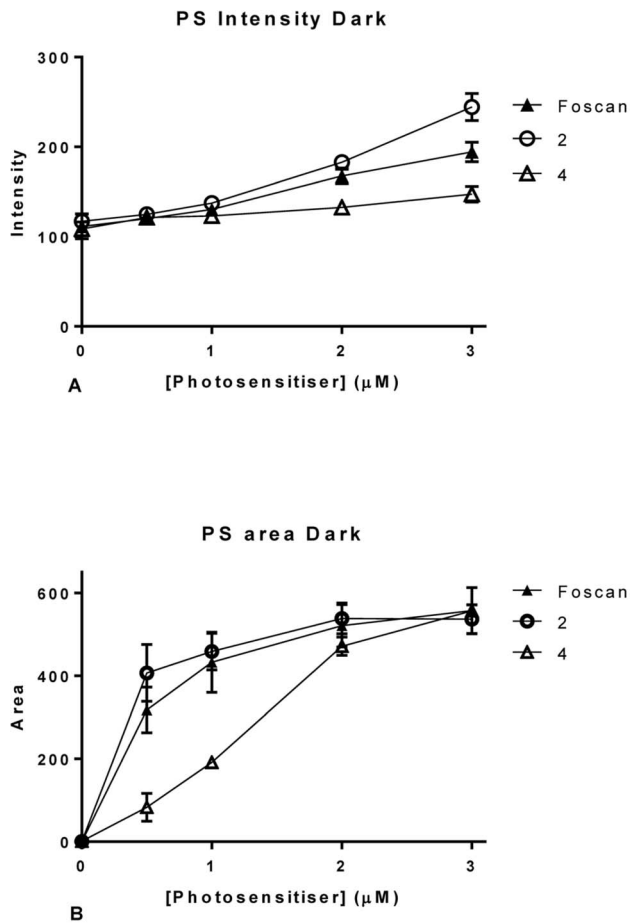 PS Intensity Dark
300
200
100
0
Intensity
Foscan
2
4
0 1 2 3
[Photosensitiser] (μM)
A
PS area Dark
600
400
200
0
Area
Foscan
2
4
0 1 2 3
[Photosensitiser] (μM)
B